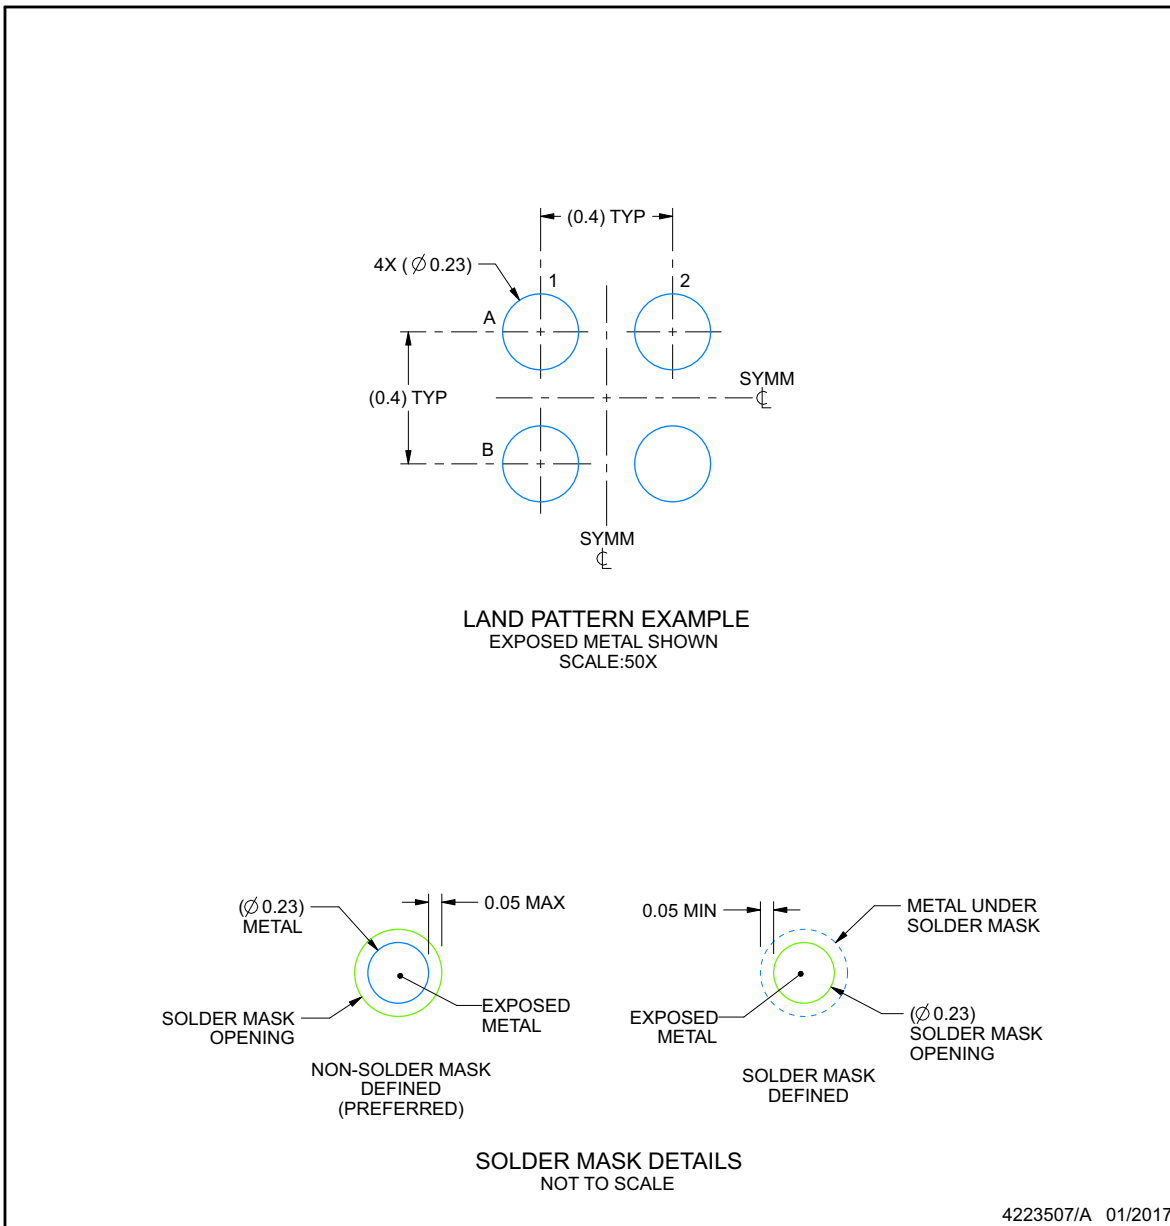 (0.4) TYP
4X ( ∅ 0.23)
1
2
A
SYMM
℄
(0.4) TYP
B
SYMM
℄
LAND PATTERN EXAMPLE
EXPOSED METAL SHOWN
SCALE:50X
(∅ 0.23)
METAL
0.05 MAX
SOLDER MASK
OPENING
EXPOSED
METAL
NON-SOLDER MASK
DEFINED
(PREFERRED)
0.05 MIN
METAL UNDER
SOLDER MASK
EXPOSED
METAL
(∅ 0.23)
SOLDER MASK
OPENING
SOLDER MASK
DEFINED
SOLDER MASK DETAILS
NOT TO SCALE
4223507/A 01/2017